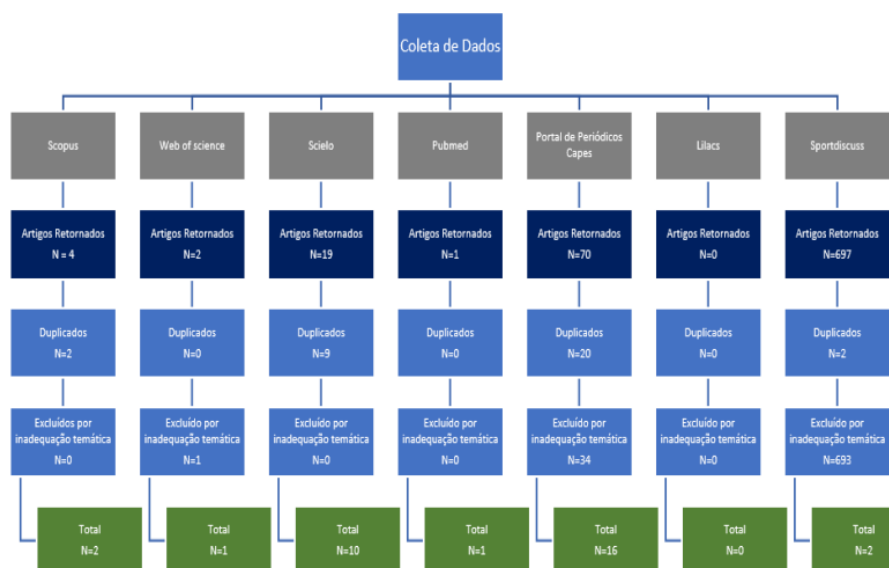 Coleta de Dados
Scopus
Web of science
Scielo
Pubmed
Portal de Periódicos
Capes
Lilacs
Sportdiscuss
Artigos Retornados
N = 4
Artigos Retornados
N=2
Artigos Retornados
N=19
Artigos Retornados
N=1
Artigos Retornados
N=70
Artigos Retornados
N=0
Artigos Retornados
N=697
Duplicados
N=2
Duplicados
N=0
Duplicados
N=9
Duplicados
N=0
Duplicados
N=20
Duplicados
N=0
Duplicados
N=2
Excluídos por
inadequação temática
N=0
Excluído por
inadequação temática
N=1
Excluído por
inadequação temática
N=0
Excluído por
inadequação temática
N=0
Excluído por
inadequação temática
N=34
Excluído por
inadequação temática
N=0
Excluído por
inadequação temática
N=693
Total
N=2
Total
N=1
Total
N=10
Total
N=1
Total
N=16
Total
N=0
Total
N=2